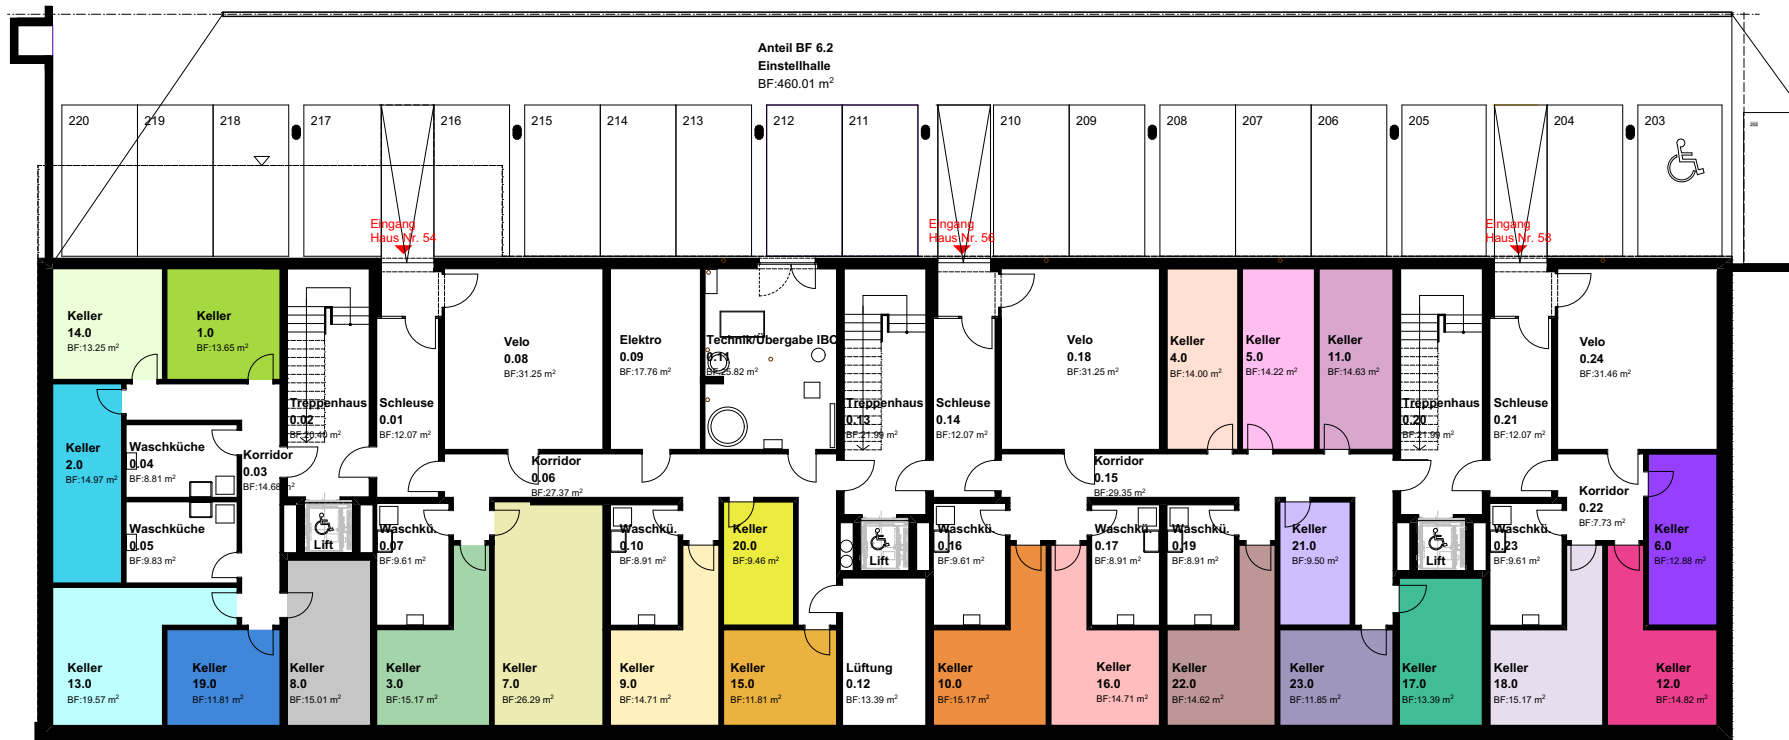 Anteil BF 6.2
Einstellhalle
BF:460.01 m²
220
219
218
217
216
215
214
213
212
211
210
209
208
207
206
205
204
203
Eingang
Haus Nr. 54
Eingang
Haus Nr. 56
Eingang
Haus Nr. 58
Keller
14.0
BF:13.25 m²
Keller
1.0
BF:13.65 m²
Treppenhaus
0.02
BF:20.40 m²
Schleuse
0.01
BF:12.07 m²
Velo
0.08
BF:31.25 m²
Elektro
0.09
BF:17.76 m²
Technik/Übergabe IBC
0.11
BF:25.82 m²
Treppenhaus
0.13
BF:21.99 m²
Schleuse
0.14
BF:12.07 m²
Velo
0.18
BF:31.25 m²
Keller
4.0
BF:14.00 m²
Keller
5.0
BF:14.22 m²
Keller
11.0
BF:14.63 m²
Treppenhaus
0.20
BF:21.99 m²
Schleuse
0.21
BF:12.07 m²
Velo
0.24
BF:31.46 m²
Keller
2.0
BF:14.97 m²
Waschküche
0.04
BF:8.81 m²
Korridor
0.03
BF:14.68 m²
Korridor
0.06
BF:27.37 m²
Korridor
0.15
BF:29.35 m²
Korridor
0.22
BF:7.73 m²
Waschküche
0.05
BF:9.83 m²
Lift
Waschkü.
0.07
BF:9.61 m²
Waschkü.
0.10
BF:8.91 m²
Keller
20.0
BF:9.46 m²
Lift
Waschkü.
0.16
BF:9.61 m²
Waschkü.
0.17
BF:8.91 m²
Waschkü.
0.19
BF:8.91 m²
Keller
21.0
BF:9.50 m²
Lift
Waschkü.
0.23
BF:9.61 m²
Keller
6.0
BF:12.88 m²
Keller
13.0
BF:19.57 m²
Keller
19.0
BF:11.81 m²
Keller
8.0
BF:15.01 m²
Keller
3.0
BF:15.17 m²
Keller
7.0
BF:26.29 m²
Keller
9.0
BF:14.71 m²
Keller
15.0
BF:11.81 m²
Lüftung
0.12
BF:13.39 m²
Keller
10.0
BF:15.17 m²
Keller
16.0
BF:14.71 m²
Keller
22.0
BF:14.62 m²
Keller
23.0
BF:11.85 m²
Keller
17.0
BF:13.39 m²
Keller
18.0
BF:15.17 m²
Keller
12.0
BF:14.82 m²